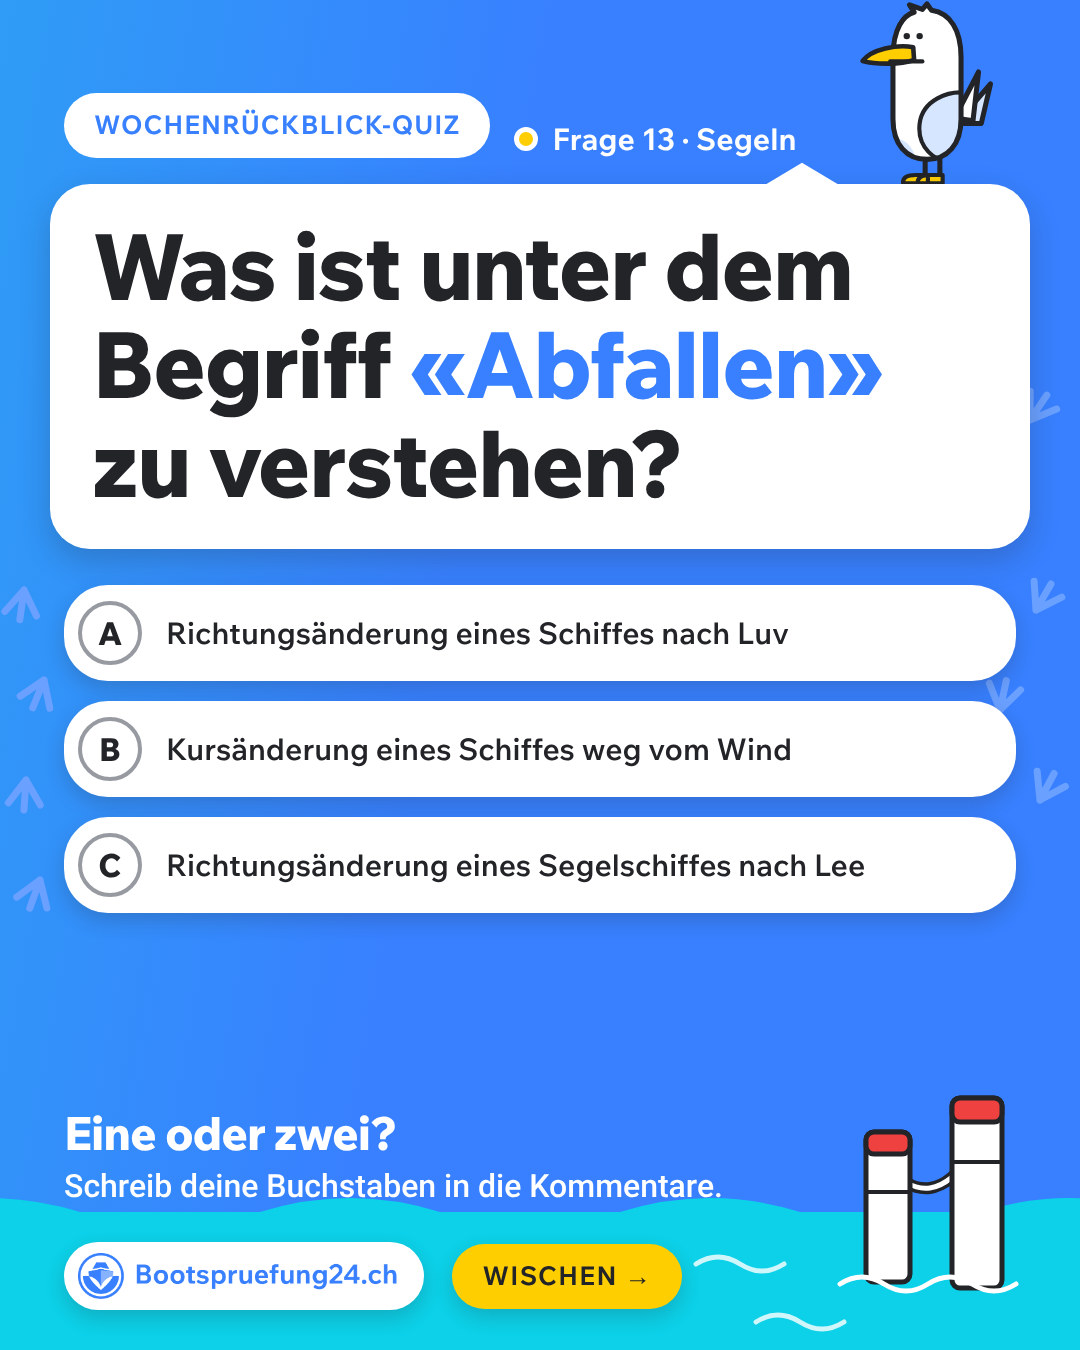 WOCHENRÜCKBLICK-QUIZ
Frage 13 · Segeln
Was ist unter dem
Begriff «Abfallen»
zu verstehen?
A Richtungsänderung eines Schiffes nach Luv
B Kursänderung eines Schiffes weg vom Wind
C Richtungsänderung eines Segelschiffes nach Lee
Eine oder zwei?
Schreib deine Buchstaben in die Kommentare.
Bootspruefung24.ch
WISCHEN →